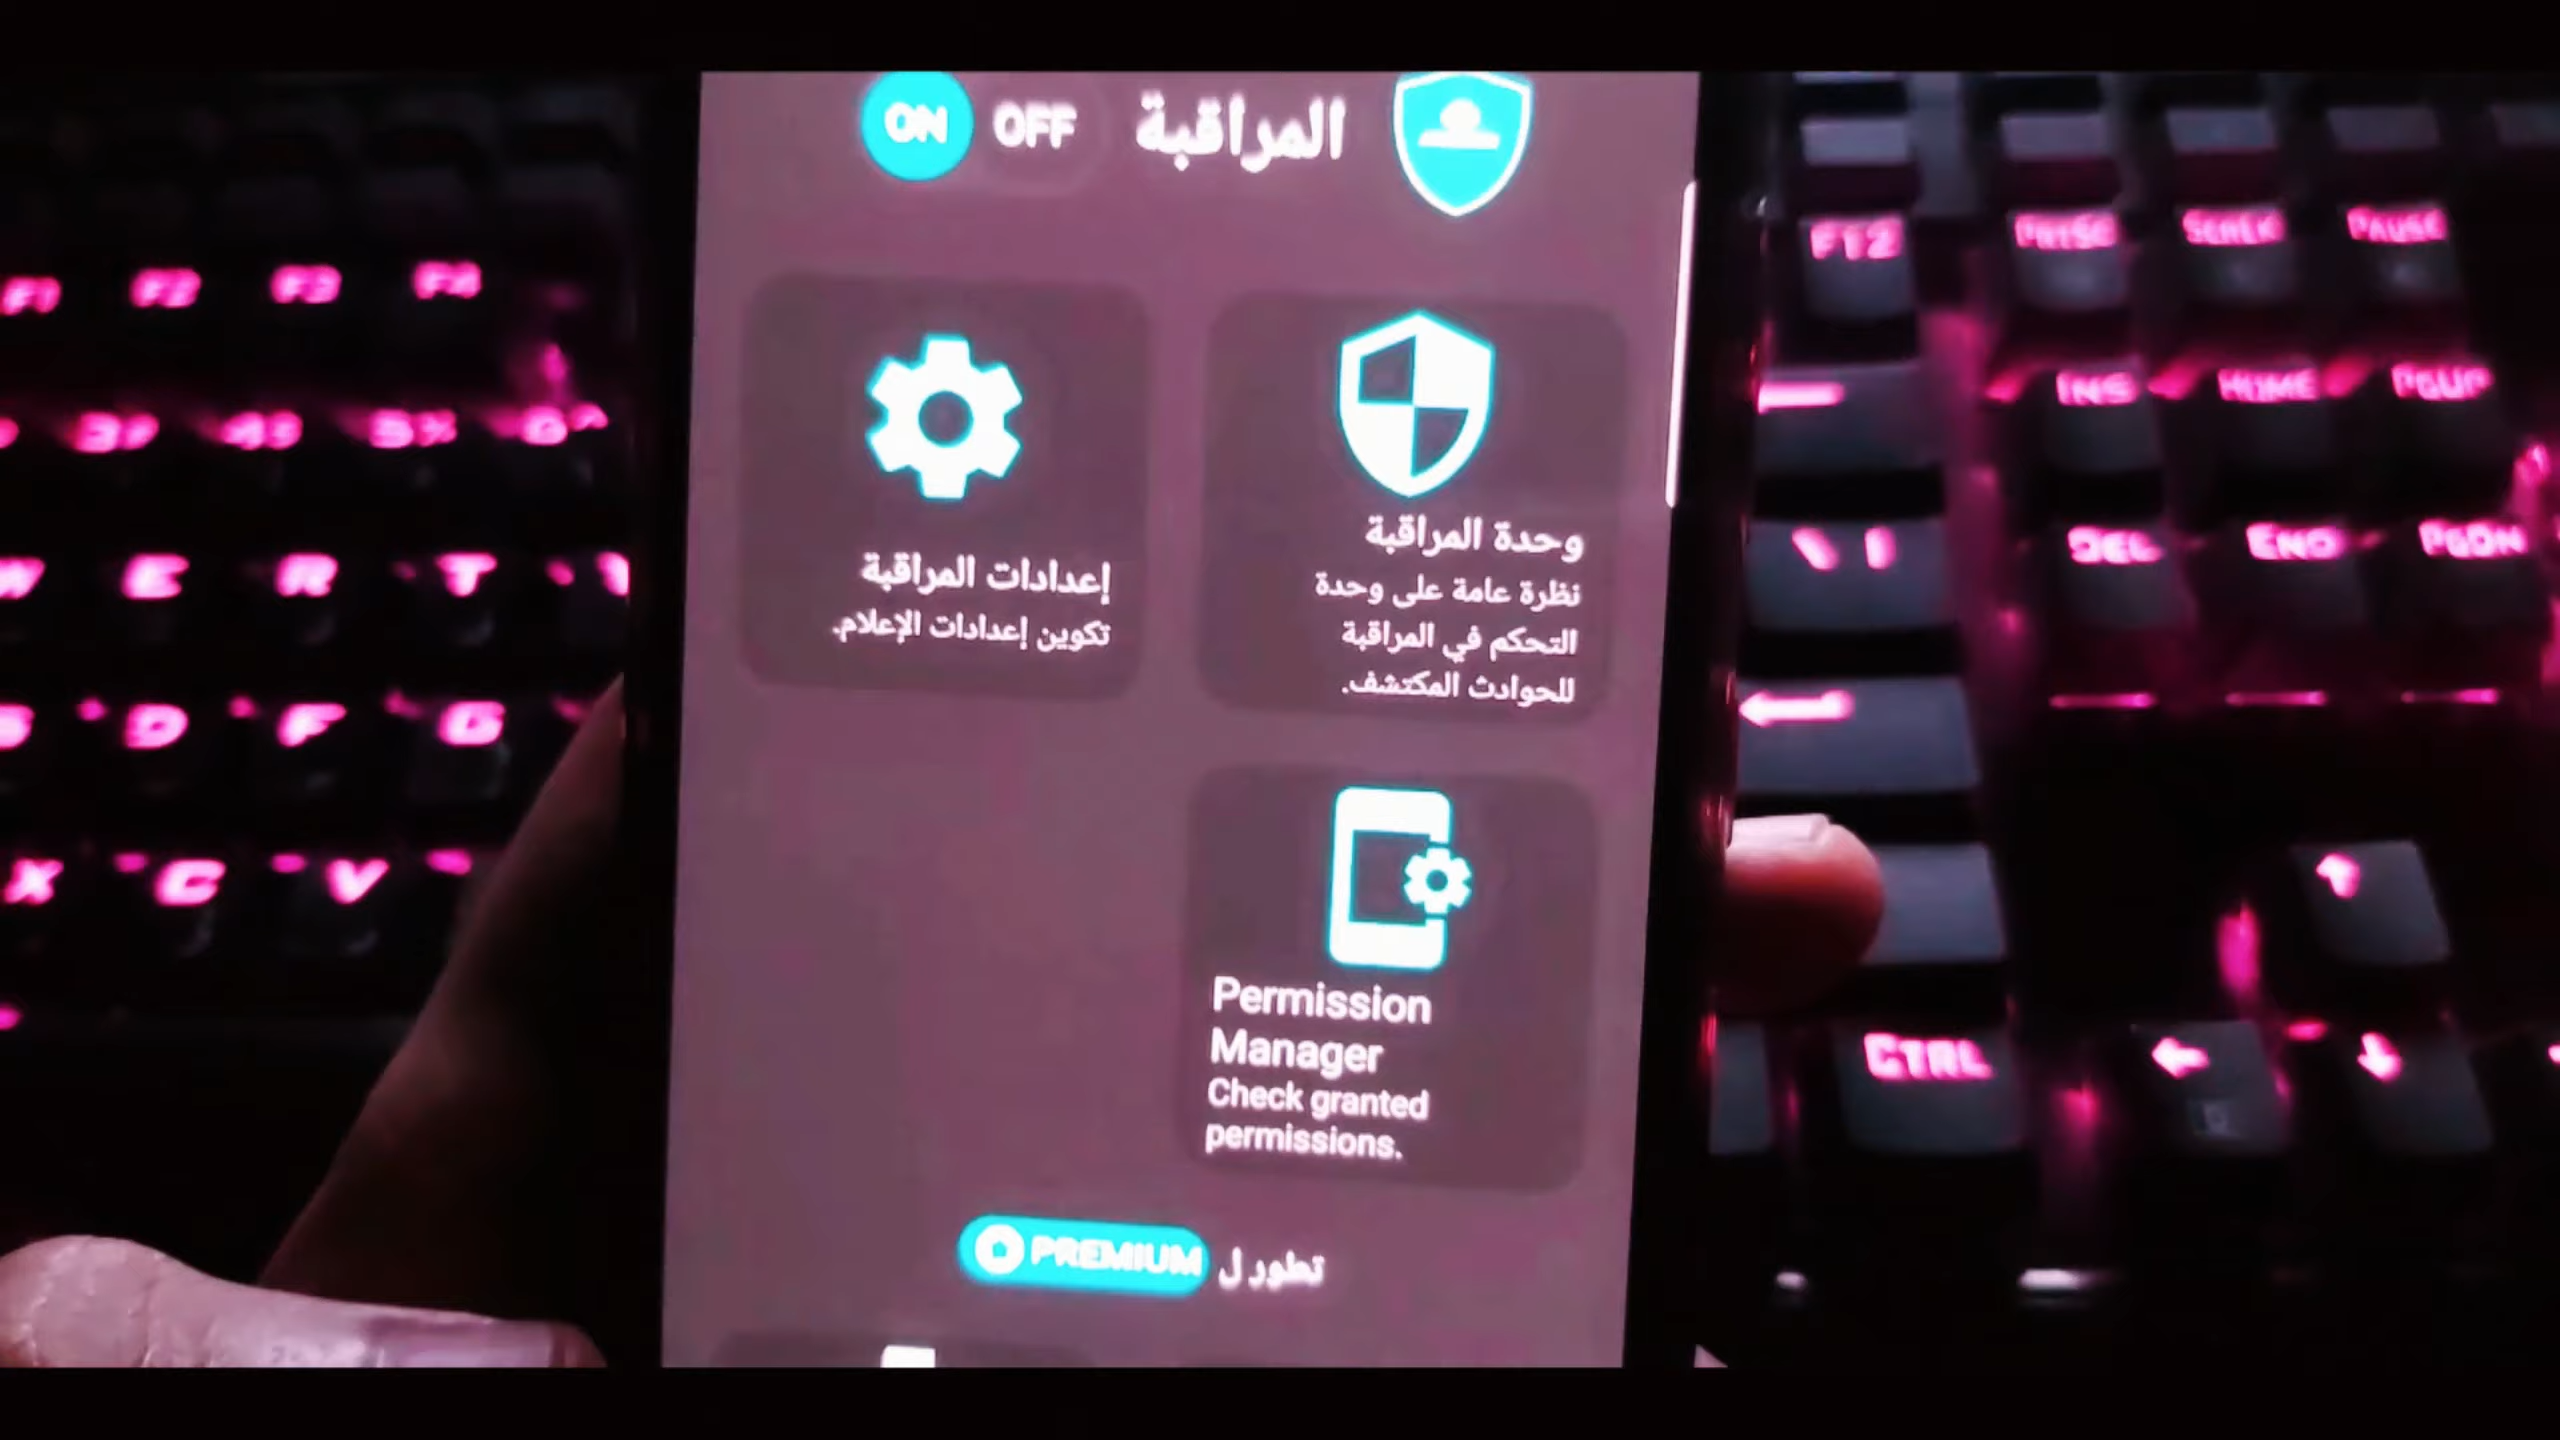 المراقبة OFF ON
وحدة المراقبة
نظرة عامة على وحدة
التحكم في المراقبة
للحوادث المكتشف.
إعدادات المراقبة
تكوين إعدادات الإعلام.
Permission
Manager
Check granted
permissions.
تطور ل PREMIUM
F1 F2 F3 F4
W E R T
D F G
X C V
F12 PRTSC SCRLK PAUSE
INS HOME PGUP
\ |
DEL END PGDN
CTRL